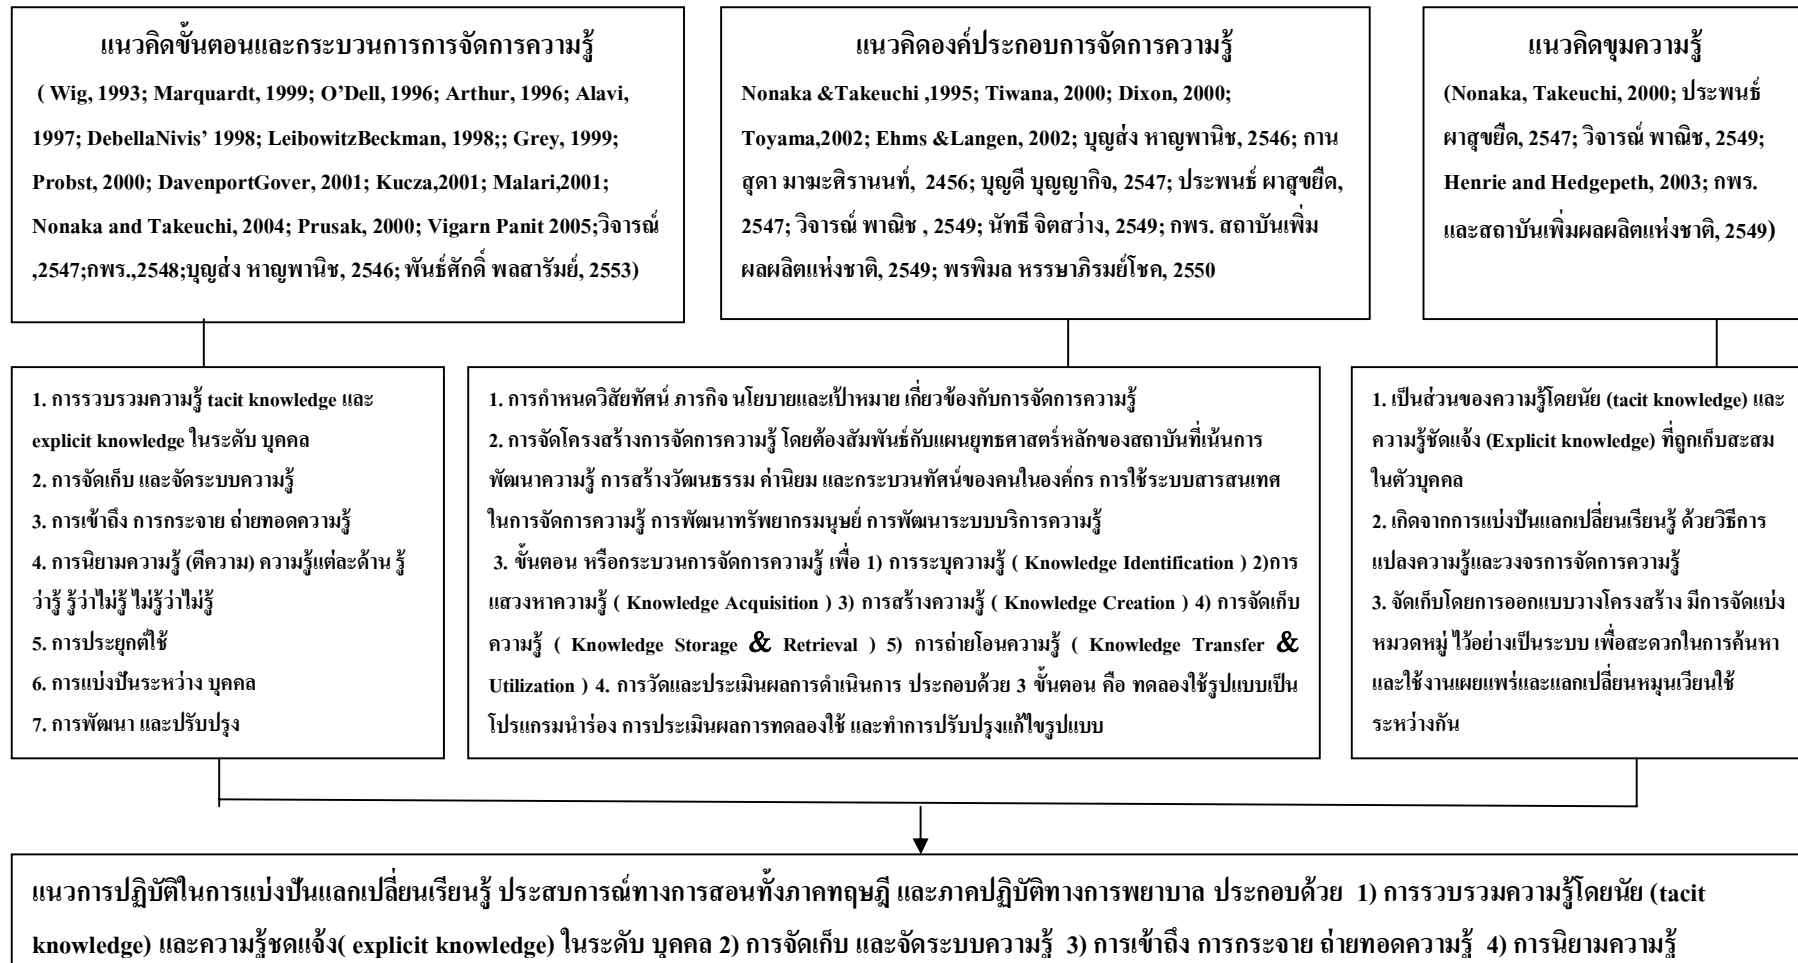 แนวคิดขั้นตอนและกระบวนการการจัดการความรู้
( Wig, 1993; Marquardt, 1999; O’Dell, 1996; Arthur, 1996; Alavi,
1997; DebellaNivis’ 1998; LeibowitzBeckman, 1998;; Grey, 1999;
Probst, 2000; DavenportGover, 2001; Kucza,2001; Malari,2001;
Nonaka and Takeuchi, 2004; Prusak, 2000; Vigarn Panit 2005;วิจารณ์
,2547;กพร.,2548;บุญส่ง หาญพานิช, 2546; พันธ์ศักดิ์ พลสารัมย์, 2553)
แนวคิดองค์ประกอบการจัดการความรู้
Nonaka &Takeuchi ,1995; Tiwana, 2000; Dixon, 2000;
Toyama,2002; Ehms &Langen, 2002; บุญส่ง หาญพานิช, 2546; กาน
สุดา มาฆะศิรานนท์, 2456; บุญดี บุญญากิจ, 2547; ประพนธ์ ผาสุขยืด,
2547; วิจารณ์ พาณิช , 2549; นัทธี จิตสว่าง, 2549; กพร. สถาบันเพิ่ม
ผลผลิตแห่งชาติ, 2549; พรพิมล หรรษาภิรมย์โชค, 2550
แนวคิดขุมความรู้
(Nonaka, Takeuchi, 2000; ประพนธ์
ผาสุขยืด, 2547; วิจารณ์ พาณิช, 2549;
Henrie and Hedgepeth, 2003; กพร.
และสถาบันเพิ่มผลผลิตแห่งชาติ, 2549)
1. การรวบรวมความรู้ tacit knowledge และ
explicit knowledge ในระดับ บุคคล
2. การจัดเก็บ และจัดระบบความรู้
3. การเข้าถึง การกระจาย ถ่ายทอดความรู้
4. การนิยามความรู้ (ตีความ) ความรู้แต่ละด้าน รู้
ว่ารู้ รู้ว่าไม่รู้ ไม่รู้ว่าไม่รู้
5. การประยุกต์ใช้
6. การแบ่งปันระหว่าง บุคคล
7. การพัฒนา และปรับปรุง
1. การกำหนดวิสัยทัศน์ ภารกิจ นโยบายและเป้าหมาย เกี่ยวข้องกับการจัดการความรู้
2. การจัดโครงสร้างการจัดการความรู้ โดยต้องสัมพันธ์กับแผนยุทธศาสตร์หลักของสถาบันที่เน้นการ
พัฒนาความรู้ การสร้างวัฒนธรรม ค่านิยม และกระบวนทัศน์ของคนในองค์กร การใช้ระบบสารสนเทศ
ในการจัดการความรู้ การพัฒนาทรัพยากรมนุษย์ การพัฒนาระบบบริการความรู้
3. ขั้นตอน หรือกระบวนการจัดการความรู้ เพื่อ 1) การระบุความรู้ ( Knowledge Identification ) 2)การ
แสวงหาความรู้ ( Knowledge Acquisition ) 3) การสร้างความรู้ ( Knowledge Creation ) 4) การจัดเก็บ
ความรู้ ( Knowledge Storage & Retrieval ) 5) การถ่ายโอนความรู้ ( Knowledge Transfer &
Utilization ) 4. การวัดและประเมินผลการดำเนินการ ประกอบด้วย 3 ขั้นตอน คือ ทดลองใช้รูปแบบเป็น
โปรแกรมนำร่อง การประเมินผลการทดลองใช้ และทำการปรับปรุงแก้ไขรูปแบบ
1. เป็นส่วนของความรู้โดยนัย (tacit knowledge) และ
ความรู้ชัดแจ้ง (Explicit knowledge) ที่ถูกเก็บสะสม
ในตัวบุคคล
2. เกิดจากการแบ่งปันแลกเปลี่ยนเรียนรู้ ด้วยวิธีการ
แปลงความรู้และวงจรการจัดการความรู้
3. จัดเก็บโดยการออกแบบวางโครงสร้าง มีการจัดแบ่ง
หมวดหมู่ ไว้อย่างเป็นระบบ เพื่อสะดวกในการค้นหา
และใช้งานเผยแพร่และแลกเปลี่ยนหมุนเวียนใช้
ระหว่างกัน
แนวการปฏิบัติในการแบ่งปันแลกเปลี่ยนเรียนรู้ ประสบการณ์ทางการสอนทั้งภาคทฤษฎี และภาคปฏิบัติทางการพยาบาล ประกอบด้วย 1) การรวบรวมความรู้โดยนัย (tacit
knowledge) และความรู้ชดแจ้ง( explicit knowledge) ในระดับ บุคคล 2) การจัดเก็บ และจัดระบบความรู้ 3) การเข้าถึง การกระจาย ถ่ายทอดความรู้ 4) การนิยามความรู้